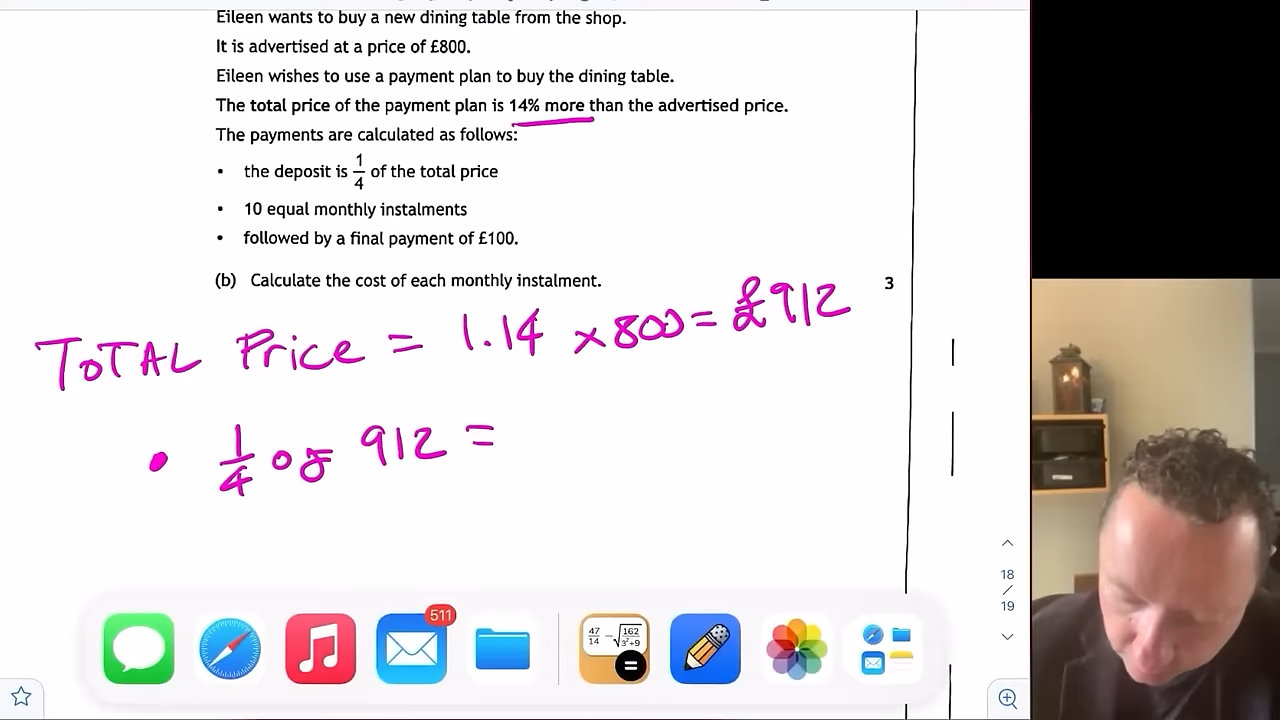 Eileen wants to buy a new dining table from the shop.
It is advertised at a price of £800.
Eileen wishes to use a payment plan to buy the dining table.
The total price of the payment plan is 14% more than the advertised price.
The payments are calculated as follows:
• the deposit is 1/4 of the total price
• 10 equal monthly instalments
• followed by a final payment of £100.
(b) Calculate the cost of each monthly instalment. 3
TOTAL Price = 1.14 ×800= £912
• 1/4 of 912 =
18
/
19
511
47/14 - √162/3²+9
=